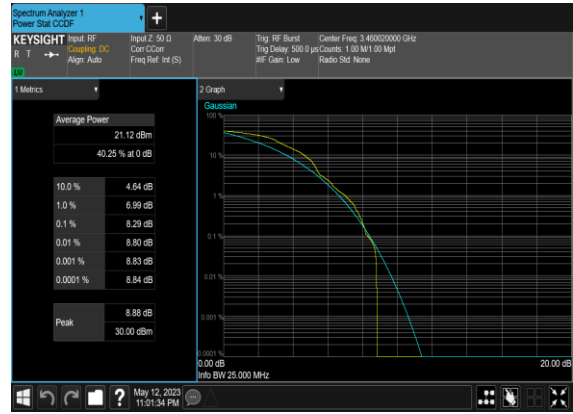 Spectrum Analyzer 1
Power Stat CCDF
+
KEYSIGHT Input: RF Input Z: 50 Ω Atten: 30 dB Trig: RF Burst Center Freq: 3.460020000 GHz
R T Coupling: DC Corr CCorr Trig Delay: 500.0 µs Counts: 1.00 M/1.00 Mpt
Align: Auto Freq Ref: Int (S) #IF Gain: Low Radio Std: None
LXI
1 Metrics
Average Power
21.12 dBm
40.25 % at 0 dB
10.0 % 4.64 dB
1.0 % 6.99 dB
0.1 % 8.29 dB
0.01 % 8.80 dB
0.001 % 8.83 dB
0.0001 % 8.84 dB
Peak 8.88 dB
30.00 dBm
2 Graph
Gaussian
100 %
10 %
1 %
0.1 %
0.01 %
0.001 %
0.0001 %
0.00 dB 20.00 dB
Info BW 25.000 MHz
? May 12, 2023
11:01:34 PM